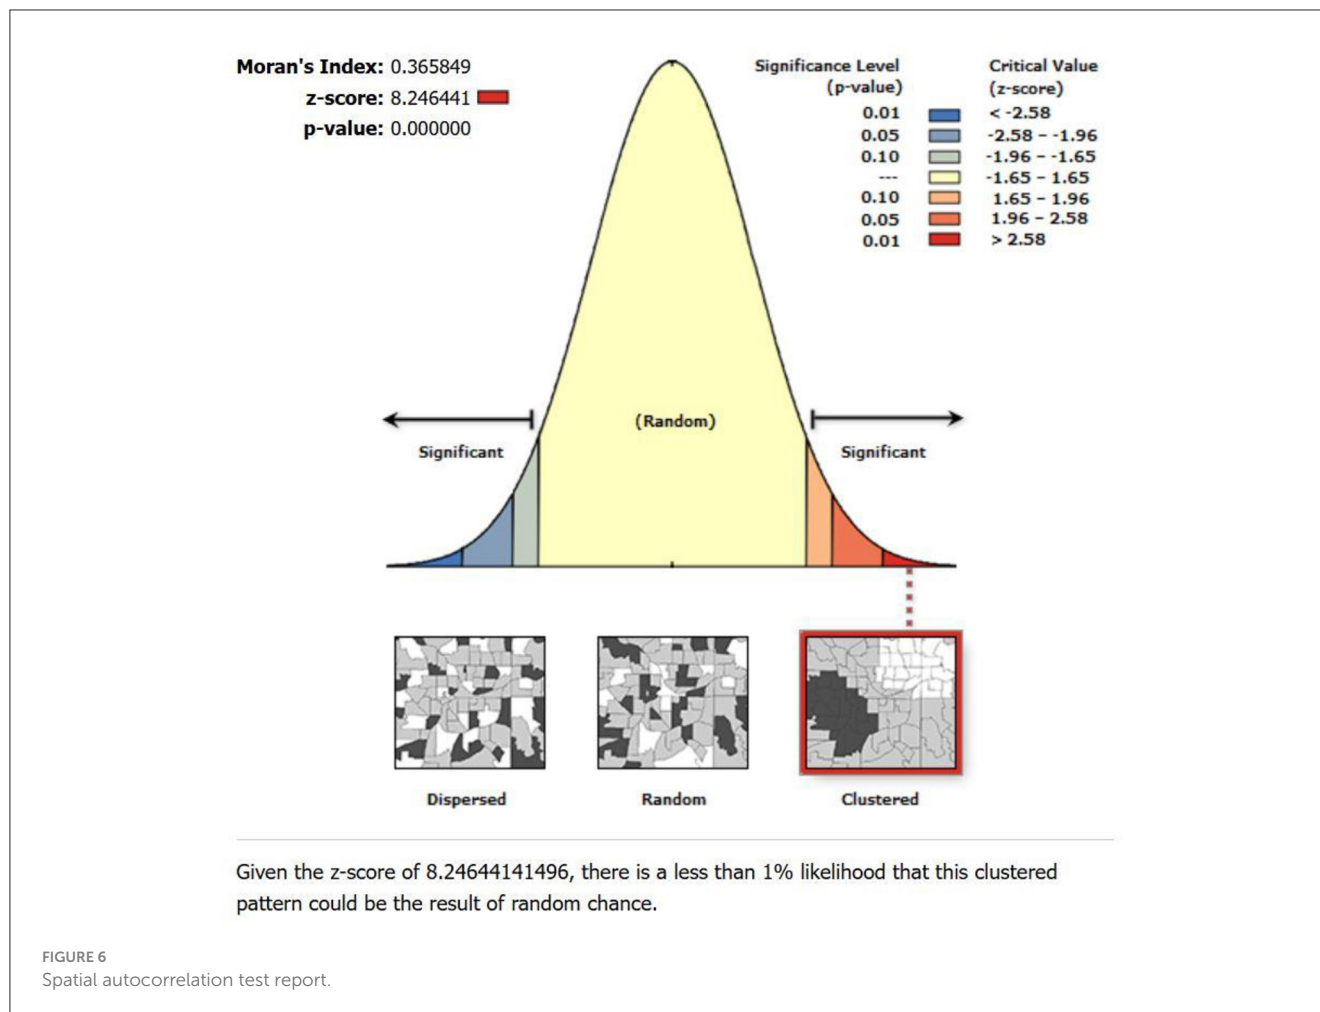 Moran's Index: 0.365849
z-score: 8.246441
p-value: 0.000000
Significance Level
(p-value)
Critical Value
(z-score)
0.01 < -2.58
0.05 -2.58 – -1.96
0.10 -1.96 – -1.65
--- -1.65 – 1.65
0.10 1.65 – 1.96
0.05 1.96 – 2.58
0.01 > 2.58
(Random)
Significant
Significant
Dispersed
Random
Clustered
Given the z-score of 8.24644141496, there is a less than 1% likelihood that this clustered
pattern could be the result of random chance.
FIGURE 6
Spatial autocorrelation test report.